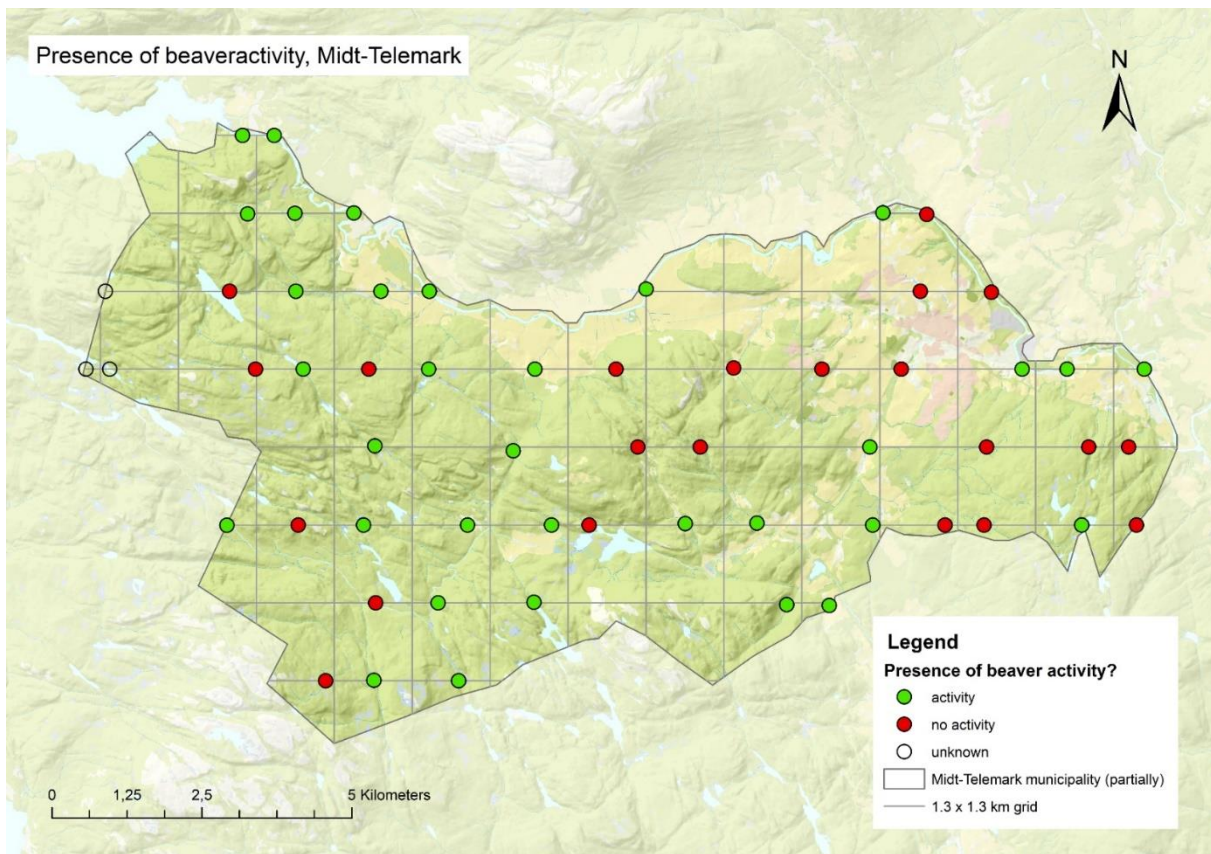 Presence of beaveractivity, Midt-Telemark
N
Legend
Presence of beaver activity?
activity
no activity
unknown
Midt-Telemark municipality (partially)
1.3 x 1.3 km grid
0 1,25 2,5 5 Kilometers